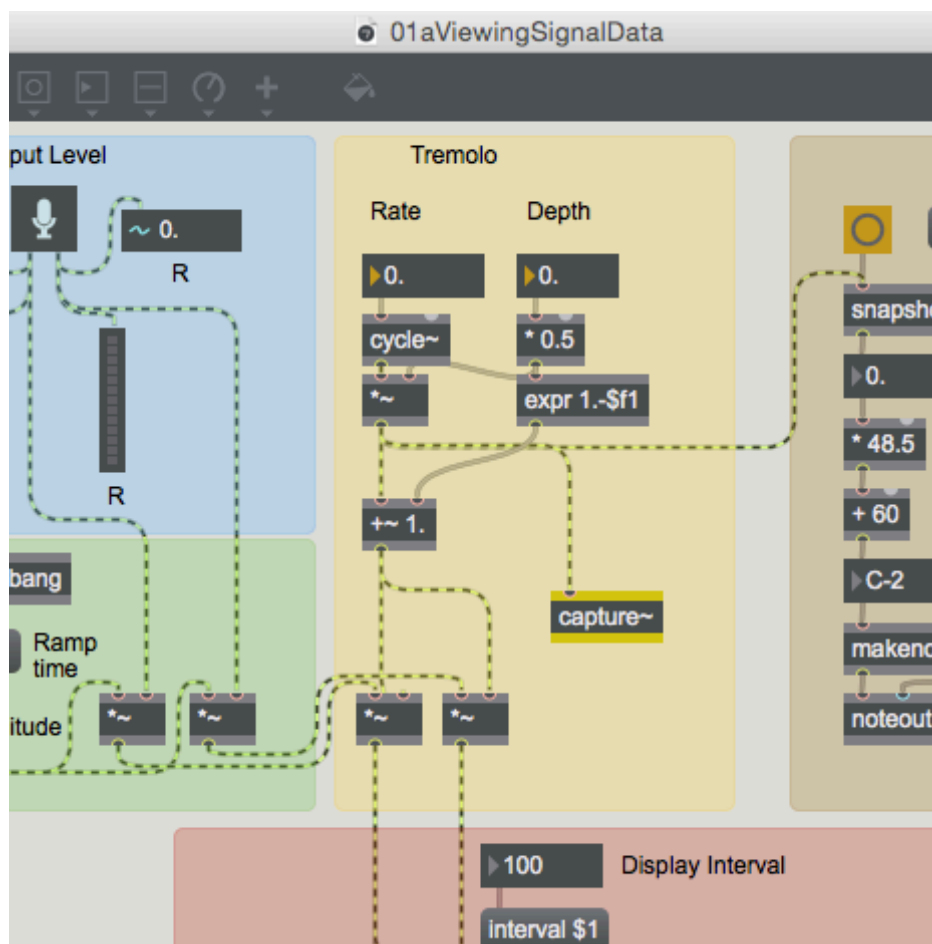 01aViewingSignalData
put Level
Tremolo
Rate
Depth
~ 0.
R
0.
0.
cycle~
* 0.5
snapsh
*~
expr 1.-$f1
0.
R
* 48.5
+~ 1.
+ 60
bang
C-2
capture~
Ramp
time
makeno
itude
*~
*~
*~
*~
noteout
100
Display Interval
interval $1